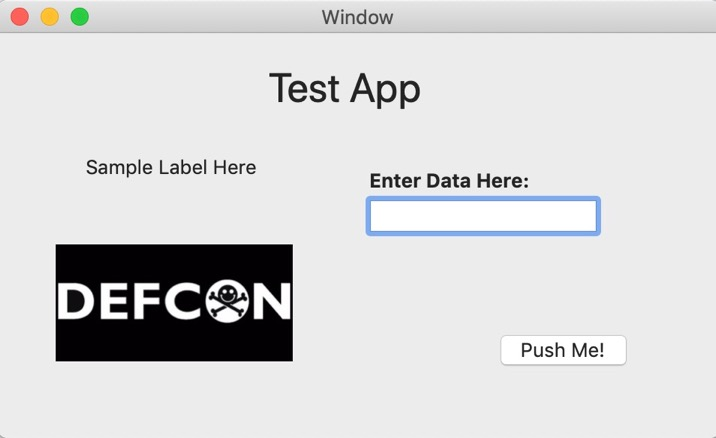 Window
Test App
Sample Label Here
Enter Data Here:
DEFCON
Push Me!